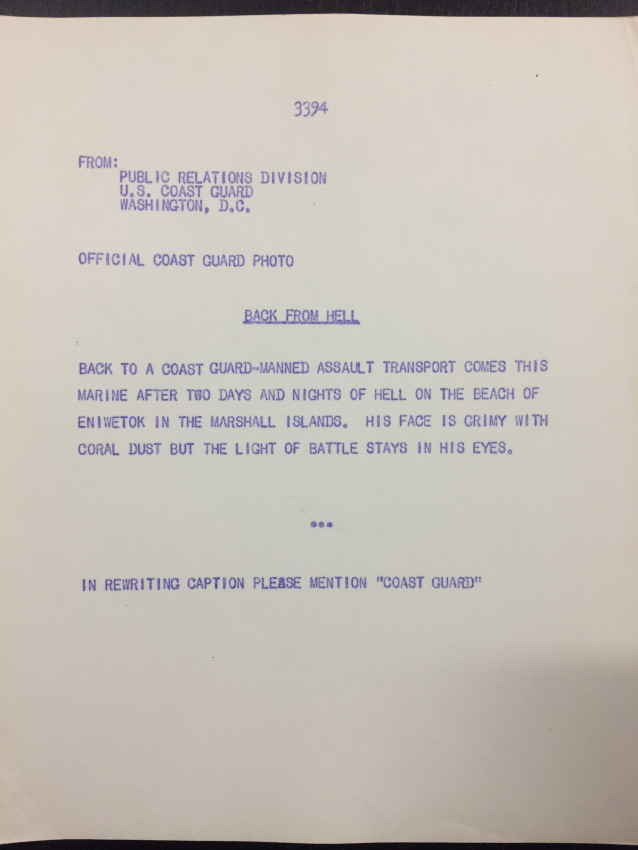 3394
FROM:
PUBLIC RELATIONS DIVISION
U.S. COAST GUARD
WASHINGTON, D.C.
OFFICIAL COAST GUARD PHOTO
BACK FROM HELL
BACK TO A COAST GUARD-MANNED ASSAULT TRANSPORT COMES THIS
MARINE AFTER TWO DAYS AND NIGHTS OF HELL ON THE BEACH OF
ENIWETOK IN THE MARSHALL ISLANDS. HIS FACE IS GRIMY WITH
CORAL DUST BUT THE LIGHT OF BATTLE STAYS IN HIS EYES.
***
IN REWRITING CAPTION PLEASE MENTION "COAST GUARD"